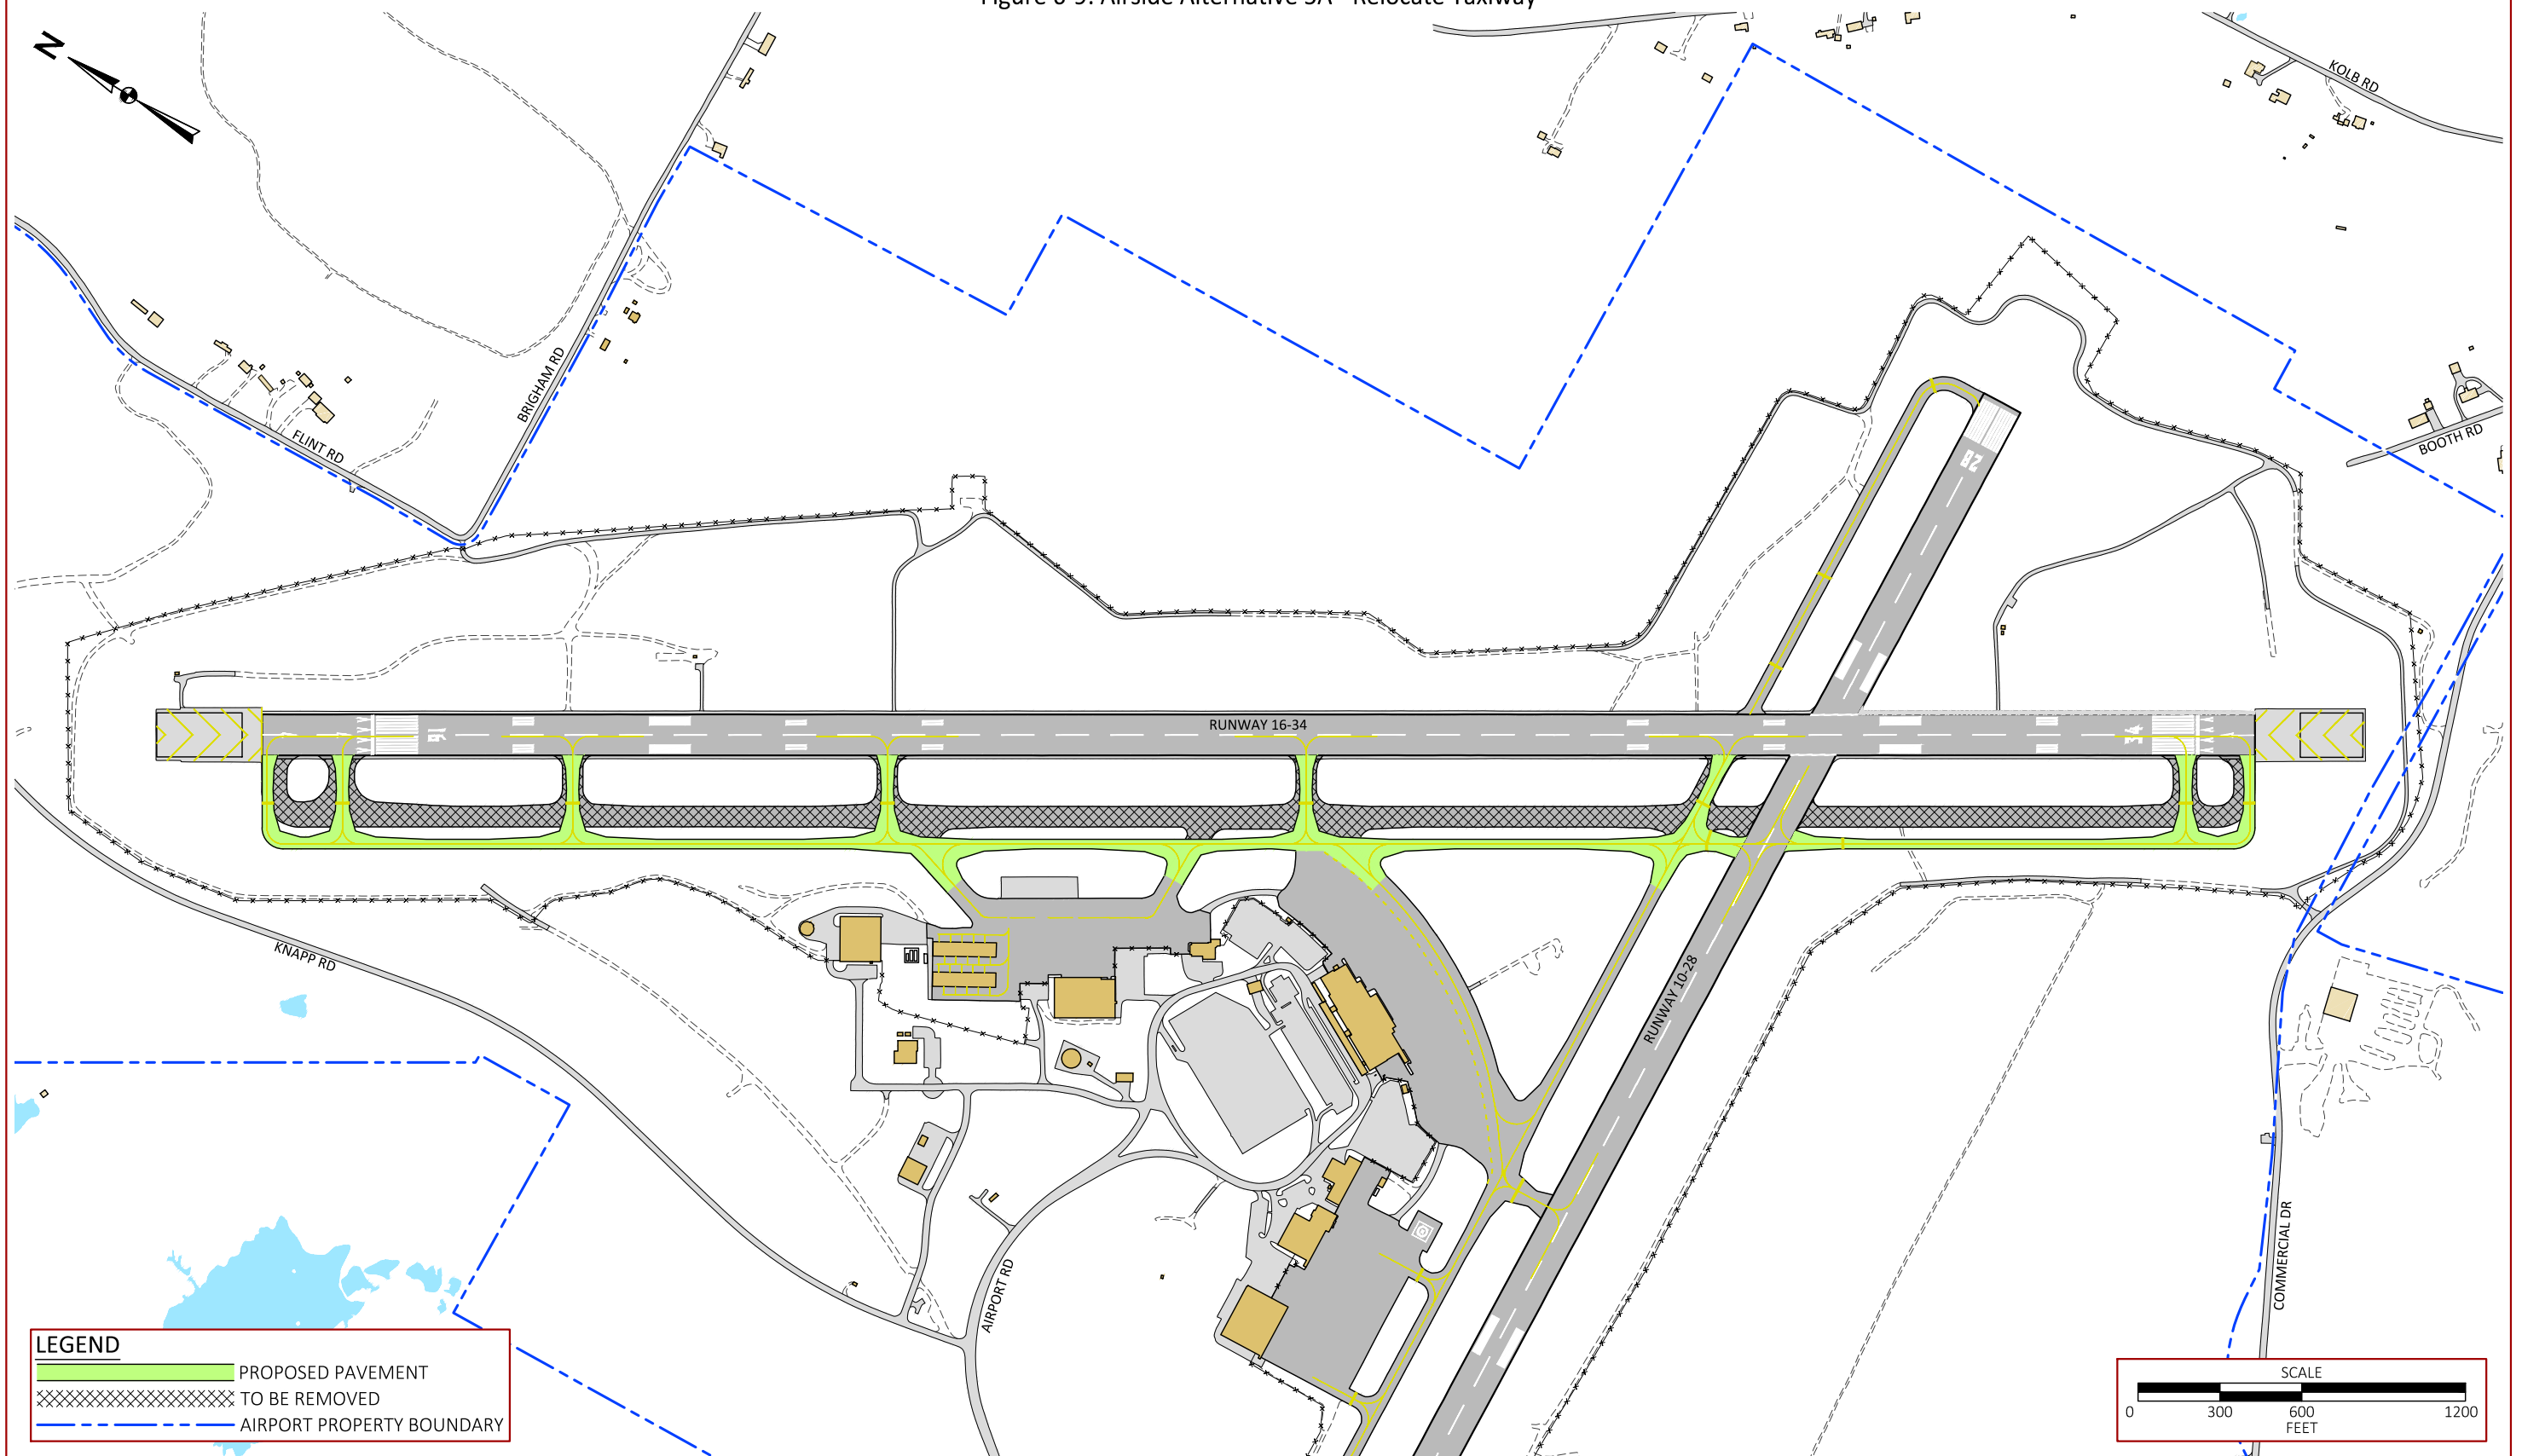 Figure 6-9: Airside Alternative 3A - Relocate Taxiway
N
KOLB RD
BRIGHAM RD
FLINT RD
BOOTH RD
28
RUNWAY 16-34
16
34
KNAPP RD
RUNWAY 10-28
AIRPORT RD
COMMERCIAL DR
LEGEND
PROPOSED PAVEMENT
TO BE REMOVED
AIRPORT PROPERTY BOUNDARY
SCALE
0 300 600 1200
FEET